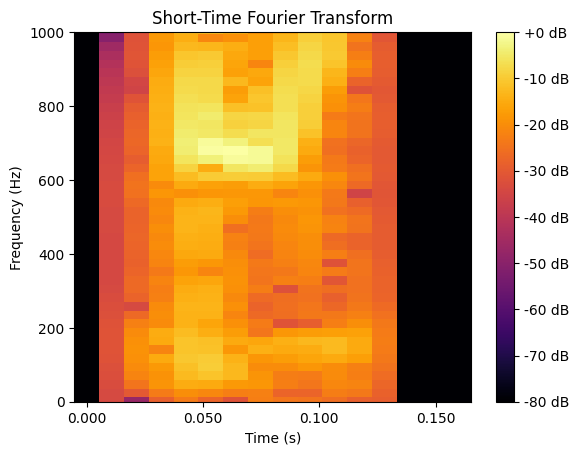 Short-Time Fourier Transform
1000
800
600
400
200
0
Frequency (Hz)
0.000
0.050
0.100
0.150
Time (s)
+0 dB
-10 dB
-20 dB
-30 dB
-40 dB
-50 dB
-60 dB
-70 dB
-80 dB